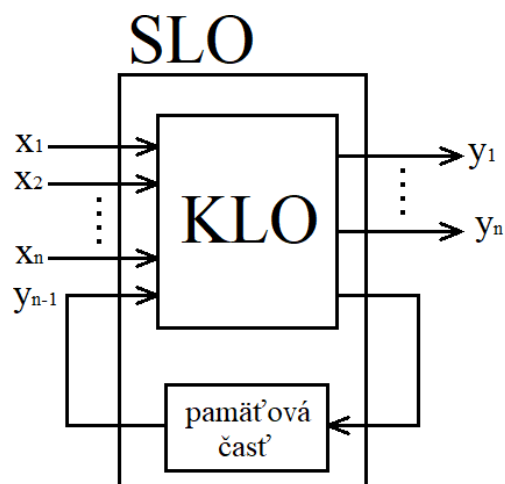 SLO
x1
x2
xn
yn-1
KLO
y1
yn
pamäťová
časť